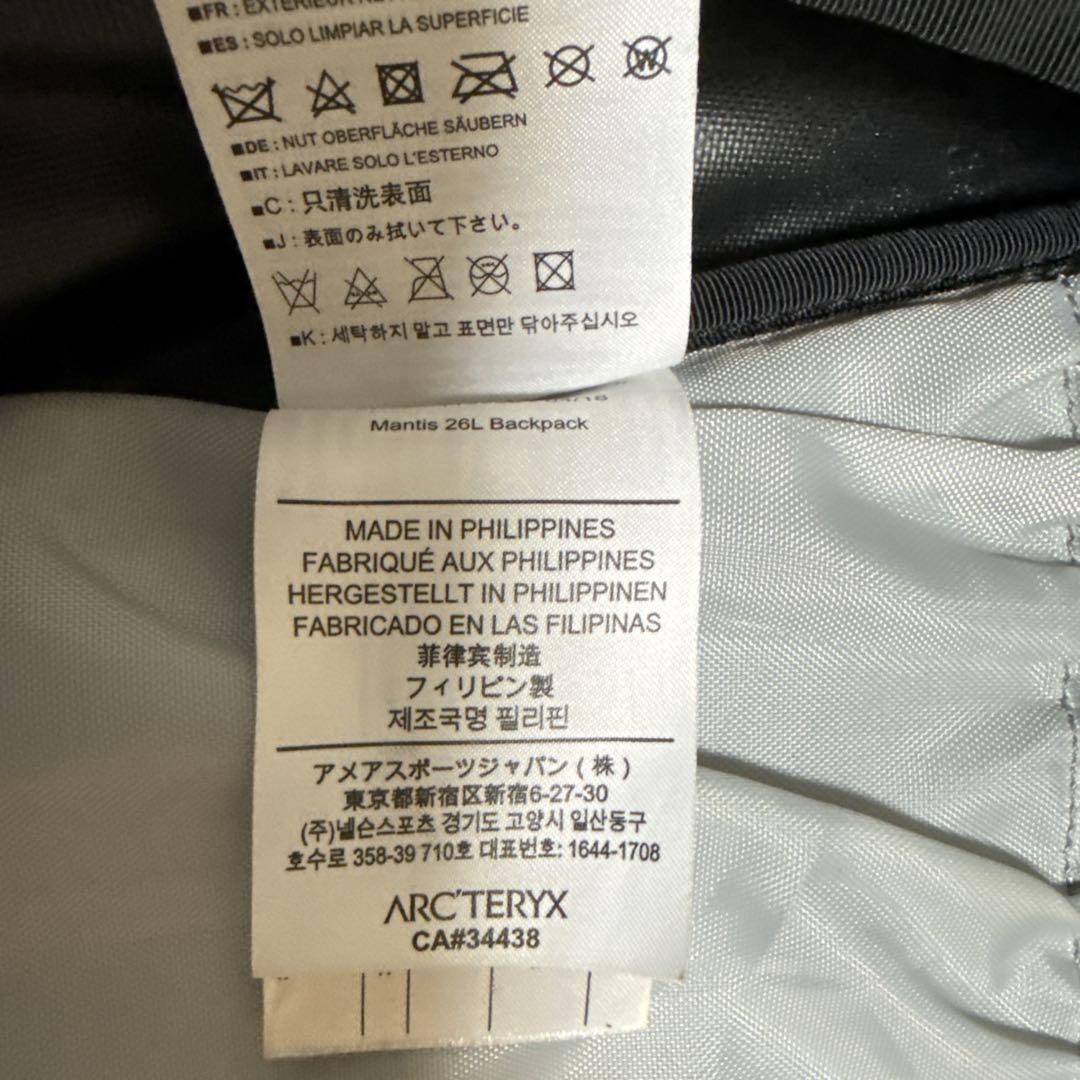 ■FR : EXTÉRIEUR
■ES : SOLO LIMPIAR LA SUPERFICIE
W
■DE : NUT OBERFLÄCHE SÄUBERN
■IT : LAVARE SOLO L'ESTERNO
■C : 只清洗表面
■J : 表面のみ拭いて下さい。
■K : 세탁하지 말고 표면만 닦아주십시오
Mantis 26L Backpack
MADE IN PHILIPPINES
FABRIQUÉ AUX PHILIPPINES
HERGESTELLT IN PHILIPPINEN
FABRICADO EN LAS FILIPINAS
菲律宾制造
フィリピン製
제조국명 필리핀
アメアスポーツジャパン ( 株 )
東京都新宿区新宿6-27-30
(주)넬슨스포츠 경기도 고양시 일산동구
호수로 358-39 710호 대표번호: 1644-1708
ARC'TERYX
CA#34438